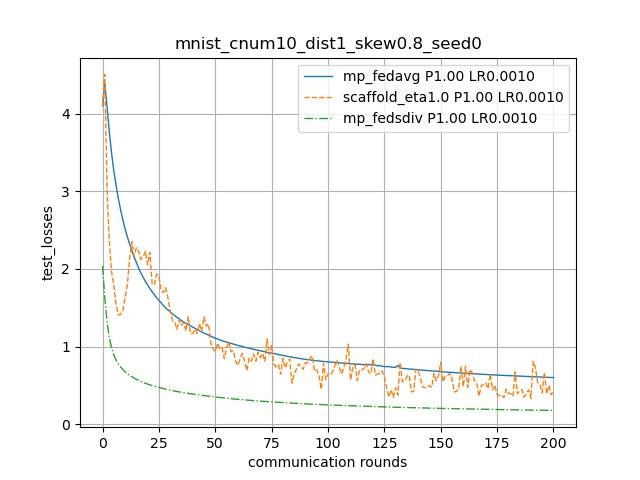 mnist_cnum10_dist1_skew0.8_seed0
mp_fedavg P1.00 LR0.0010
scaffold_eta1.0 P1.00 LR0.0010
mp_fedsdiv P1.00 LR0.0010
test_losses
4
3
2
1
0
0 25 50 75 100 125 150 175 200
communication rounds